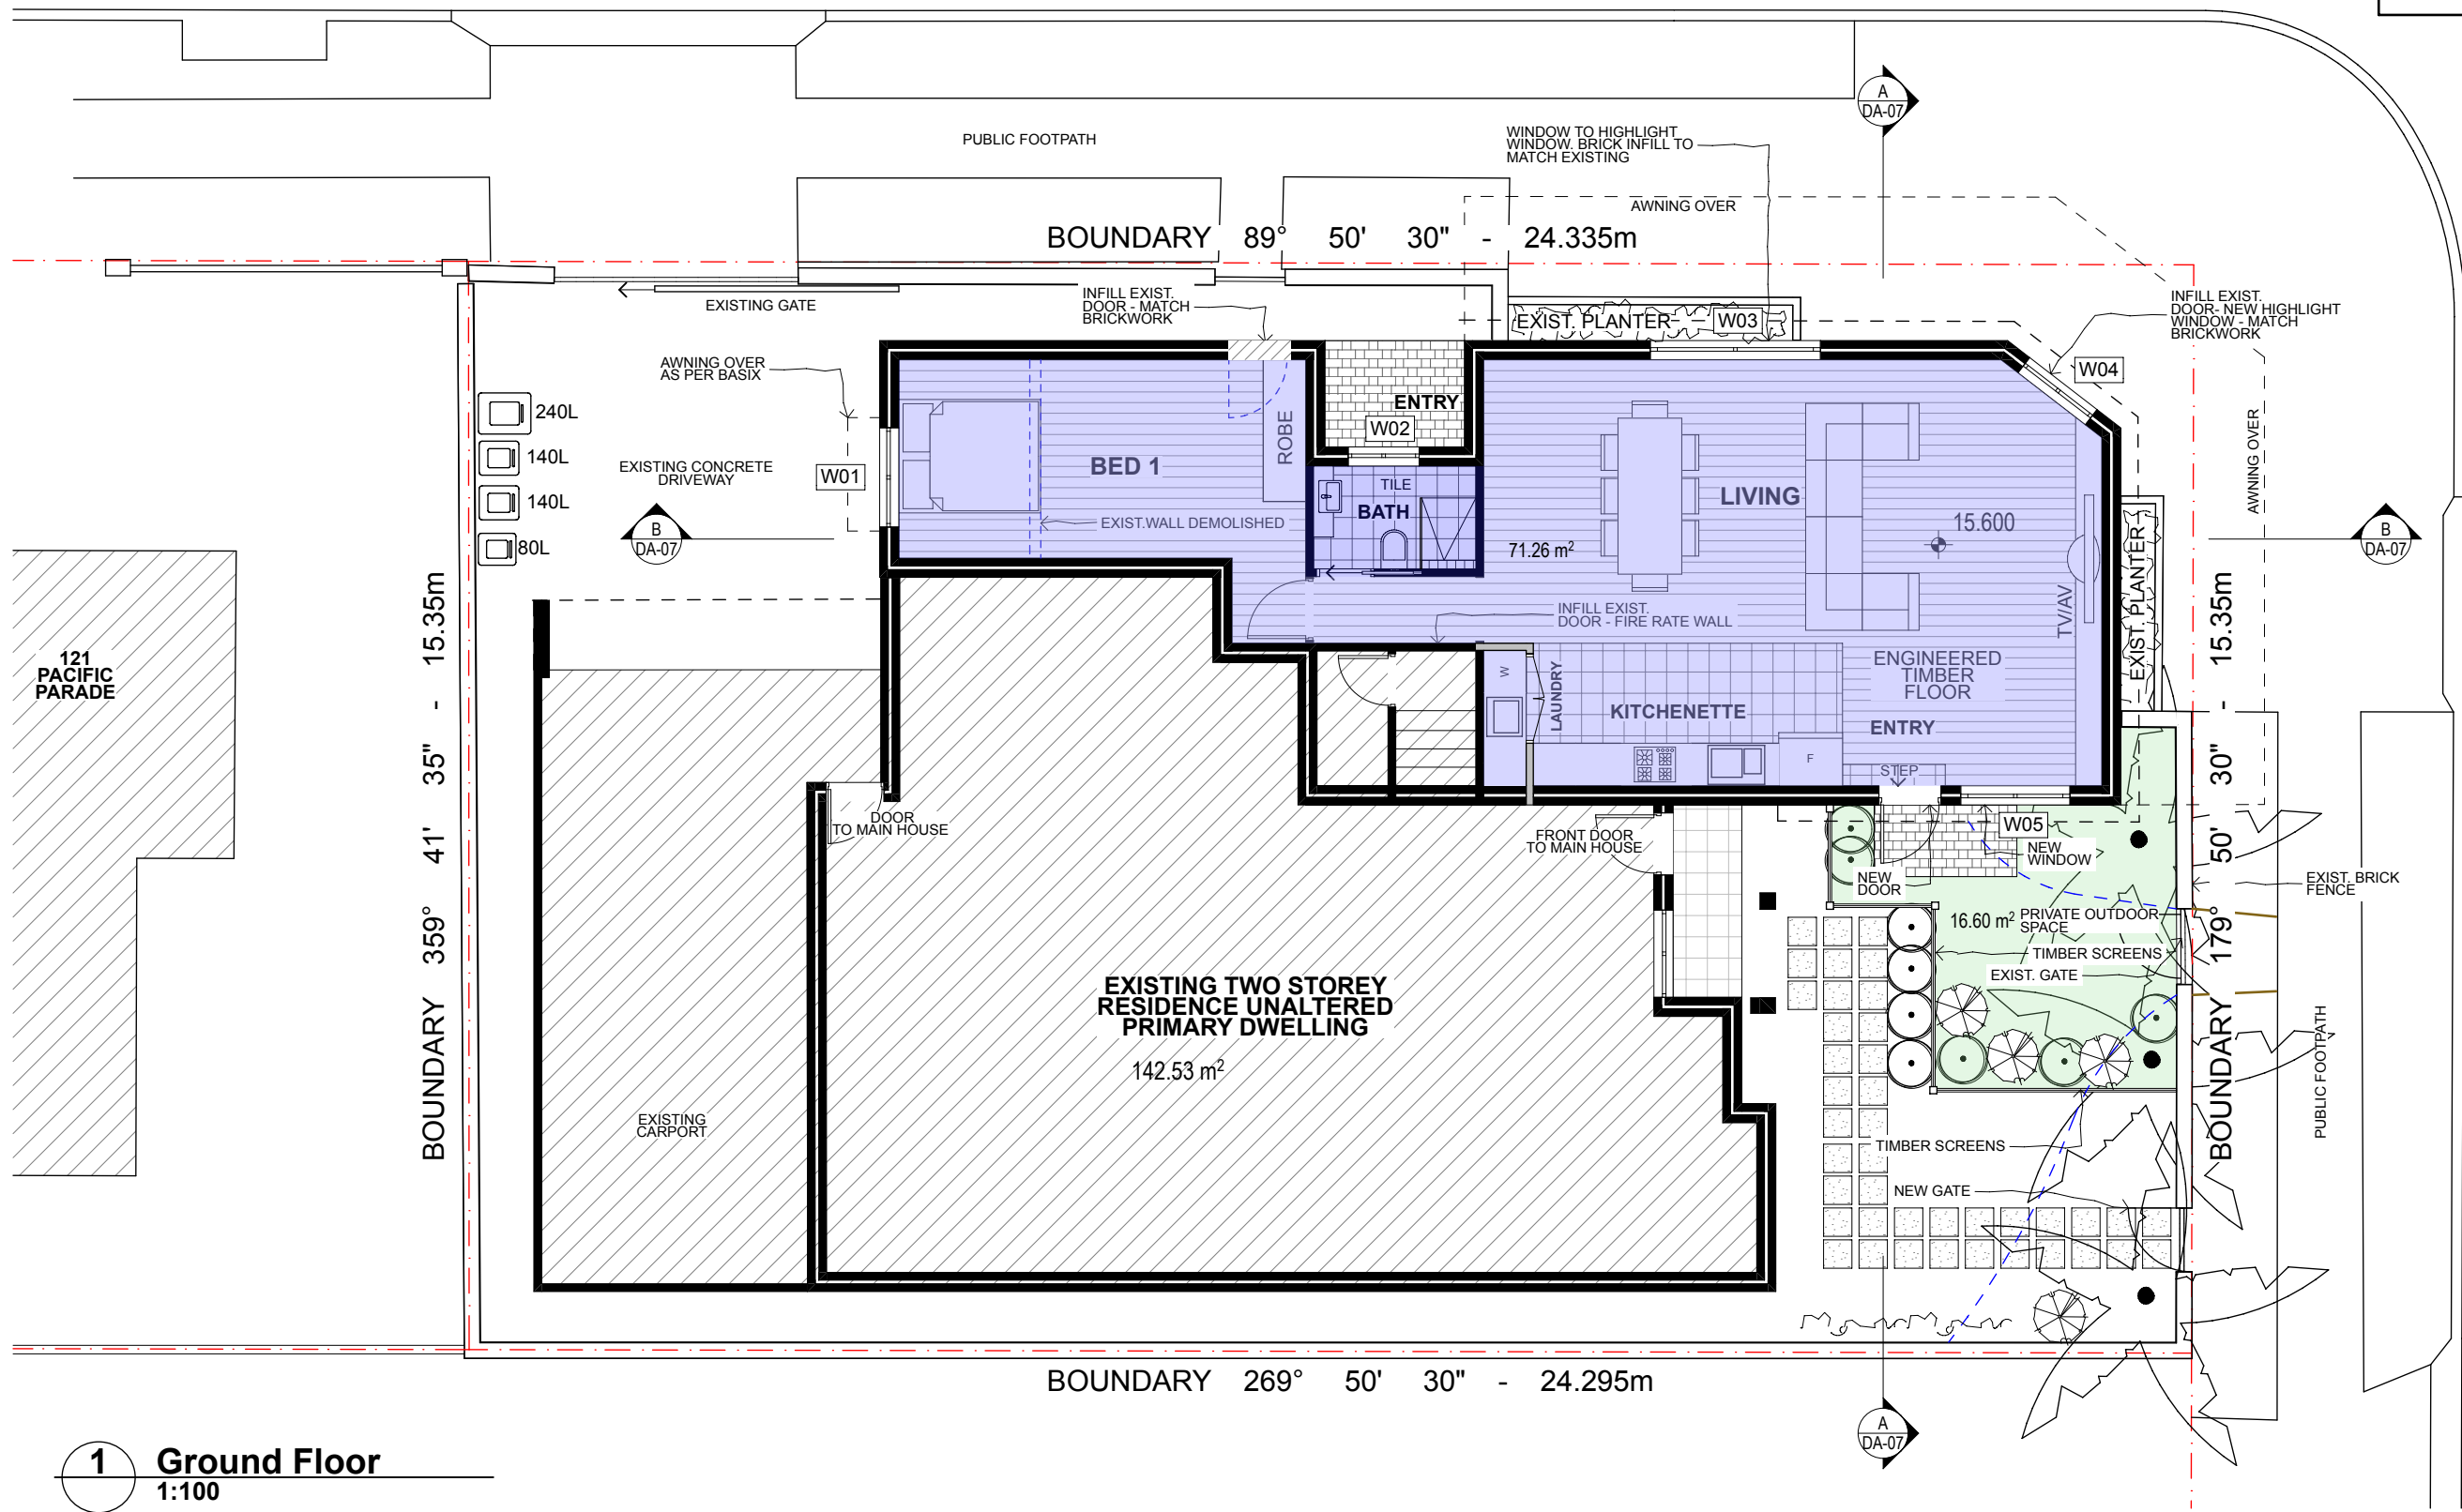 A
DA-07
PUBLIC FOOTPATH
WINDOW TO HIGHLIGHT
WINDOW. BRICK INFILL TO
MATCH EXISTING
AWNING OVER
BOUNDARY 89° 50' 30" - 24.335m
EXISTING GATE
INFILL EXIST.
DOOR - MATCH
BRICKWORK
EXIST. PLANTER
W03
INFILL EXIST.
DOOR- NEW HIGHLIGHT
WINDOW - MATCH
BRICKWORK
AWNING OVER
AS PER BASIX
W04
240L
140L
140L
80L
EXISTING CONCRETE
DRIVEWAY
W01
B
DA-07
BED 1
ROBE
EXIST.WALL DEMOLISHED
ENTRY
W02
TILE
BATH
LIVING
15.600
71.26 m²
TV/AV
AWNING OVER
EXIST. PLANTER
B
DA-07
INFILL EXIST.
DOOR - FIRE RATE WALL
W
LAUNDRY
KITCHENETTE
ENGINEERED
TIMBER
FLOOR
ENTRY
F
STEP
121
PACIFIC
PARADE
BOUNDARY 359° 41' 35" - 15.35m
BOUNDARY 179° 50' 30" - 15.35m
DOOR
TO MAIN HOUSE
FRONT DOOR
TO MAIN HOUSE
W05
NEW
WINDOW
NEW
DOOR
EXIST. BRICK
FENCE
16.60 m² PRIVATE OUTDOOR
SPACE
TIMBER SCREENS
EXIST. GATE
EXISTING TWO STOREY
RESIDENCE UNALTERED
PRIMARY DWELLING
142.53 m²
EXISTING
CARPORT
PUBLIC FOOTPATH
TIMBER SCREENS
NEW GATE
BOUNDARY 269° 50' 30" - 24.295m
A
DA-07
1 Ground Floor
1:100